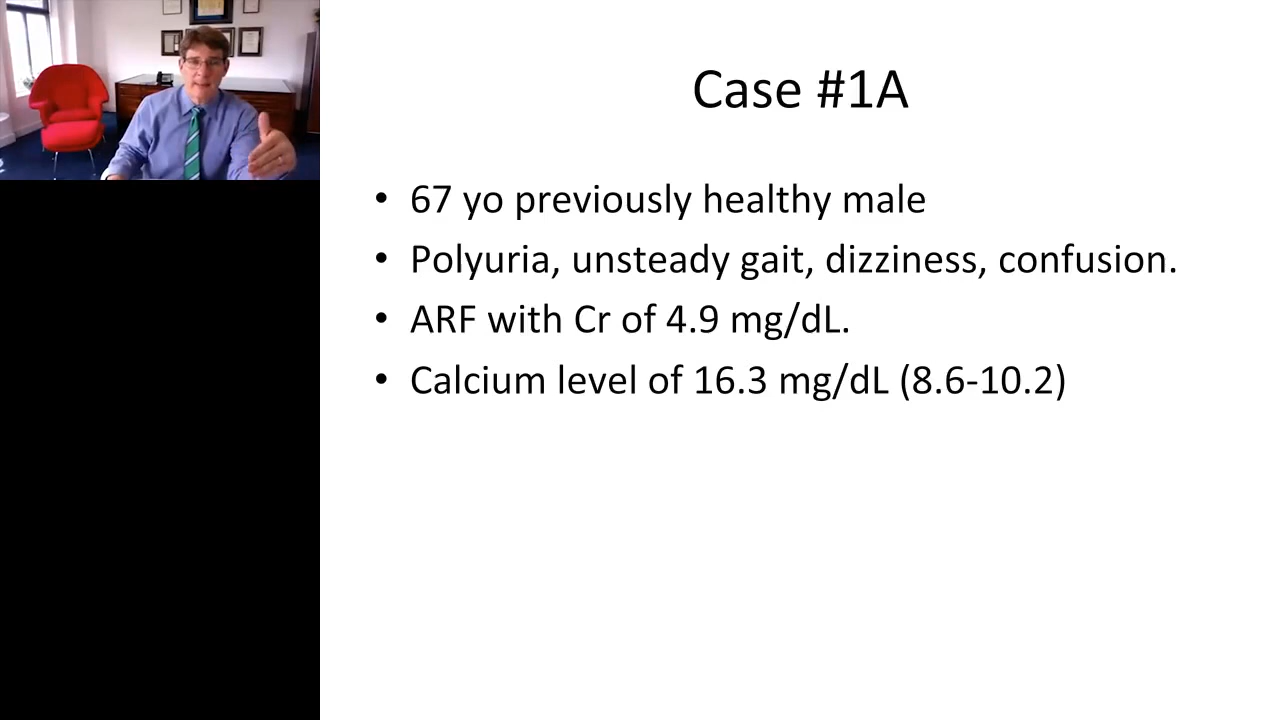 Case #1A
• 67 yo previously healthy male
• Polyuria, unsteady gait, dizziness, confusion.
• ARF with Cr of 4.9 mg/dL.
• Calcium level of 16.3 mg/dL (8.6-10.2)